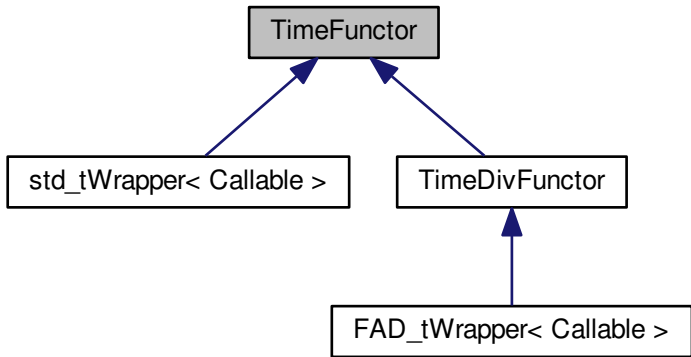 TimeFunctor
std_tWrapper< Callable >
TimeDivFunctor
FAD_tWrapper< Callable >